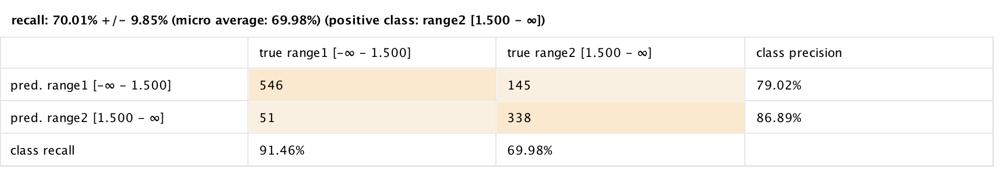 recall: 70.01% +/- 9.85% (micro average: 69.98%) (positive class: range2 [1.500 - ∞])
true range1 [-∞ - 1.500] true range2 [1.500 - ∞] class precision
pred. range1 [-∞ - 1.500] 546 145 79.02%
pred. range2 [1.500 - ∞] 51 338 86.89%
class recall 91.46% 69.98%